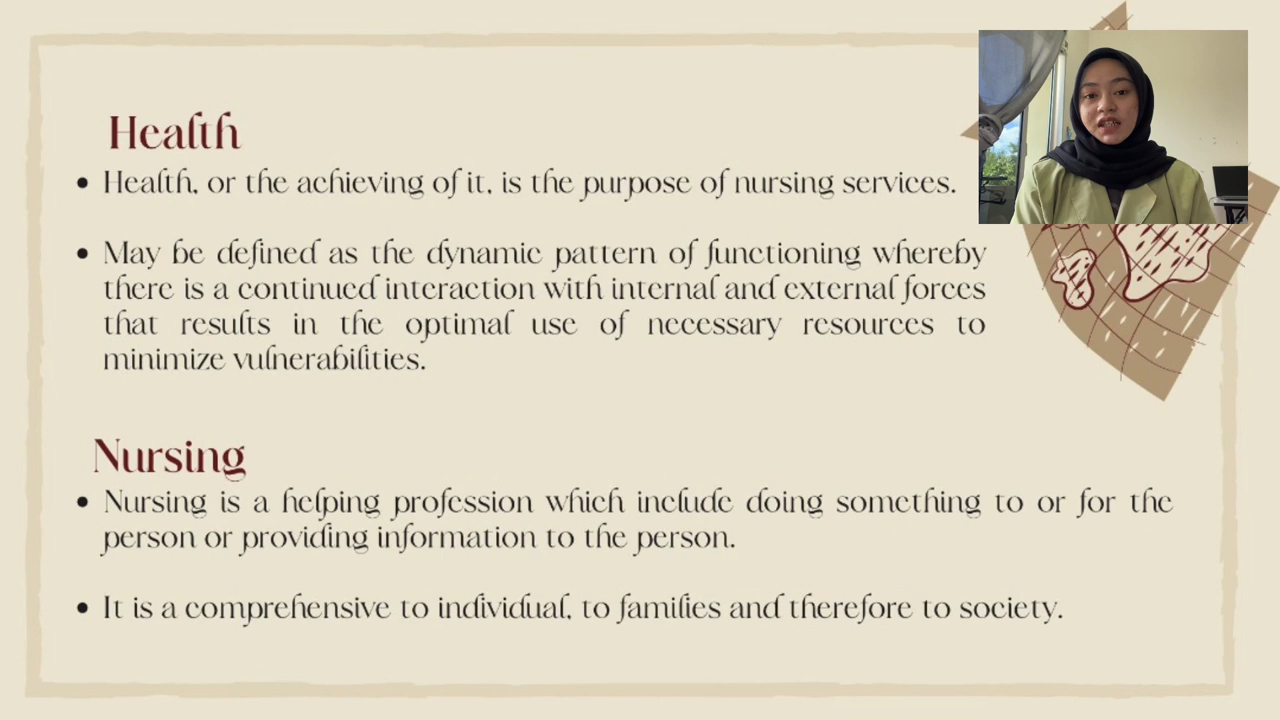 Health
Health, or the achieving of it, is the purpose of nursing services.
May be defined as the dynamic pattern of functioning whereby
there is a continued interaction with internal and external forces
that results in the optimal use of necessary resources to
minimize vulnerabilities.
Nursing
Nursing is a helping profession which include doing something to or for the
person or providing information to the person.
It is a comprehensive to individual, to families and therefore to society.